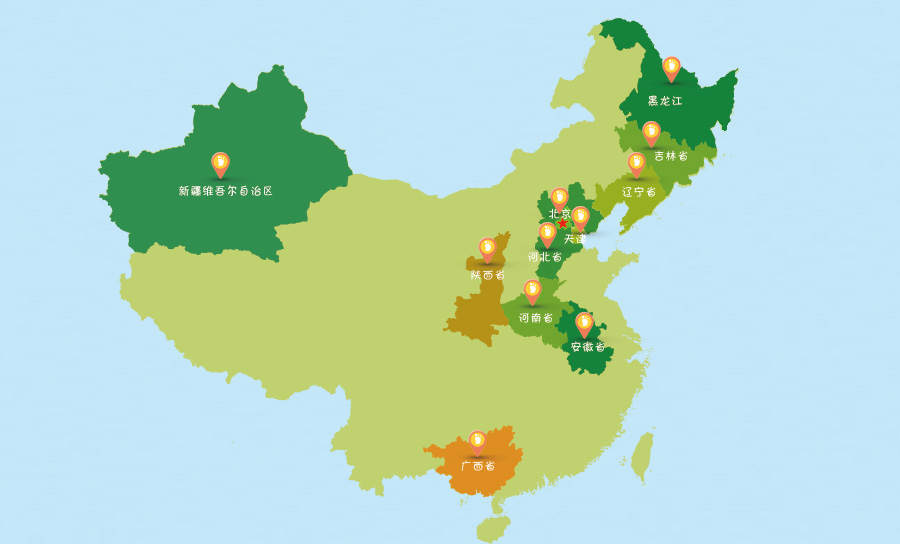 黑龙江
吉林省
辽宁省
新疆维吾尔自治区
北京
天津
河北省
陕西省
河南省
安徽省
广西省